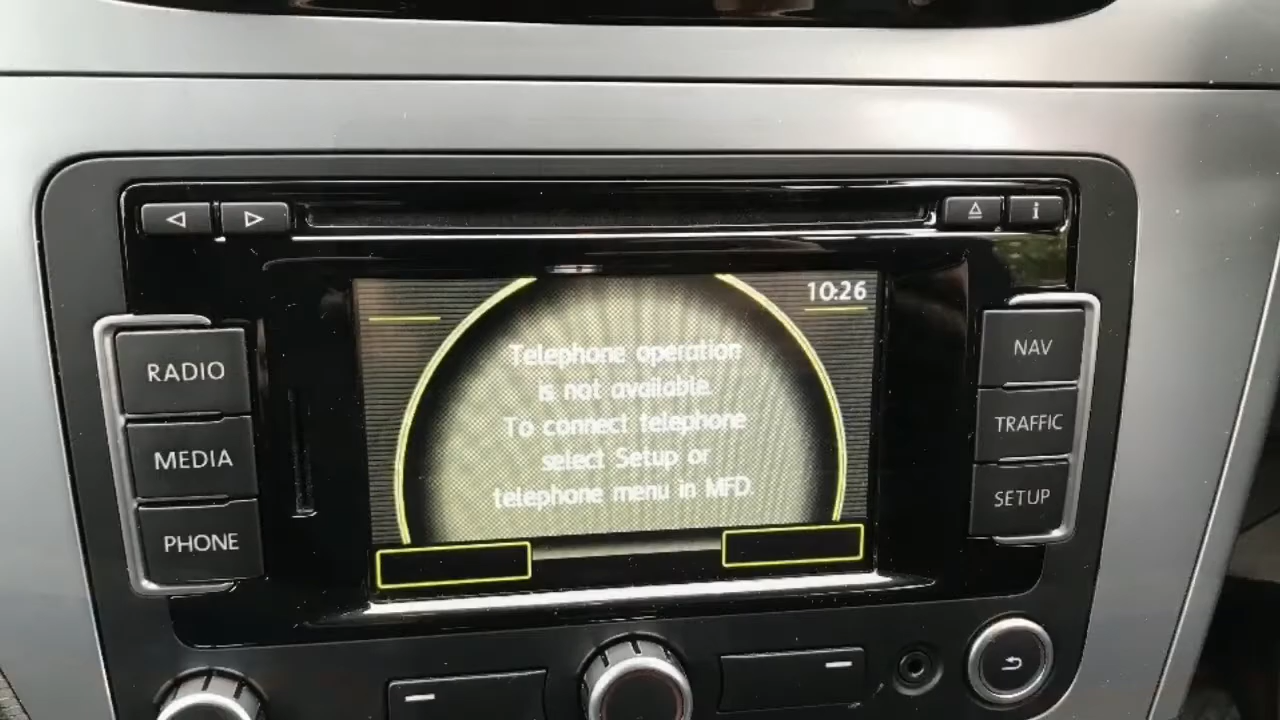 10:26
RADIO
MEDIA
PHONE
Telephone operation
is not available.
To connect telephone
select Setup or
telephone menu in MFD.
NAV
TRAFFIC
SETUP
i